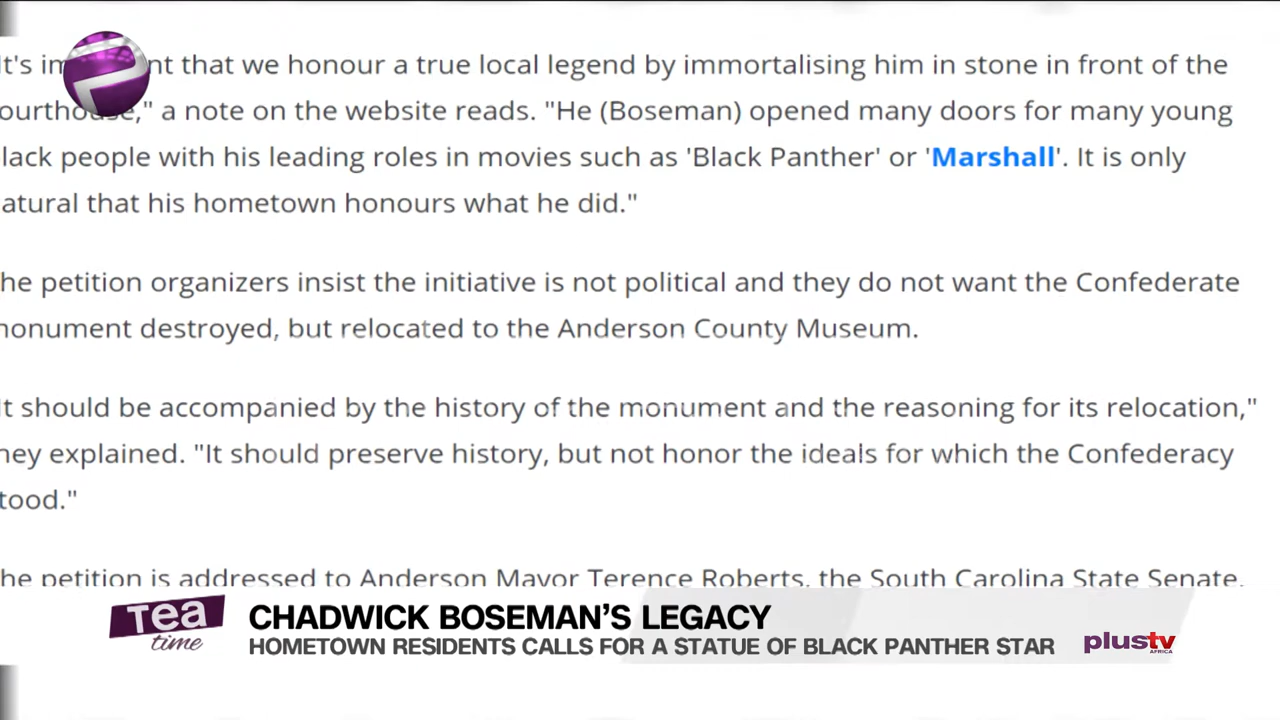 It's im nt that we honour a true local legend by immortalising him in stone in front of the
ourthouse," a note on the website reads. "He (Boseman) opened many doors for many young
lack people with his leading roles in movies such as 'Black Panther' or 'Marshall'. It is only
atural that his hometown honours what he did."
he petition organizers insist the initiative is not political and they do not want the Confederate
monument destroyed, but relocated to the Anderson County Museum.
It should be accompanied by the history of the monument and the reasoning for its relocation,"
hey explained. "It should preserve history, but not honor the ideals for which the Confederacy
tood."
he petition is addressed to Anderson Mayor Terence Roberts, the South Carolina State Senate,
Tea
time
CHADWICK BOSEMAN'S LEGACY
HOMETOWN RESIDENTS CALLS FOR A STATUE OF BLACK PANTHER STAR
plustv
AFRICA